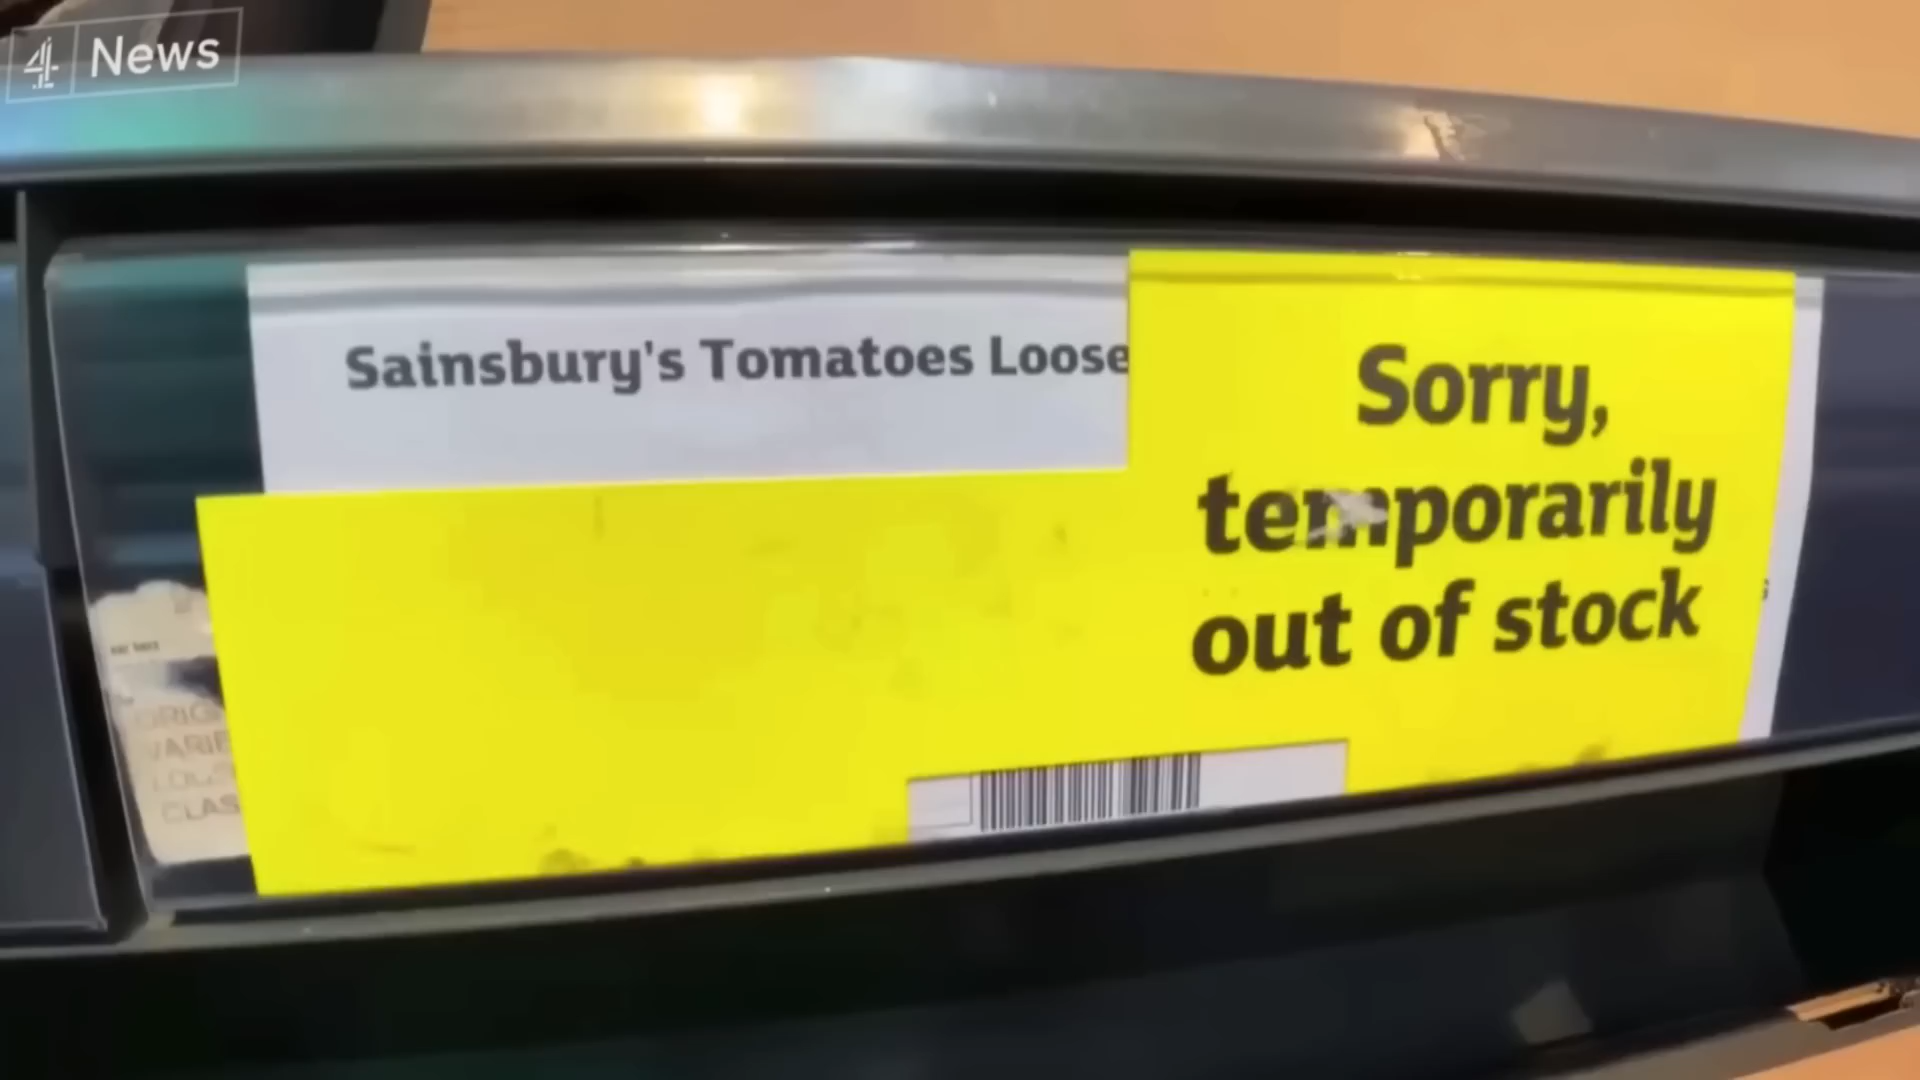 4 News
Sainsbury's Tomatoes Loose
Sorry,
temporarily
out of stock